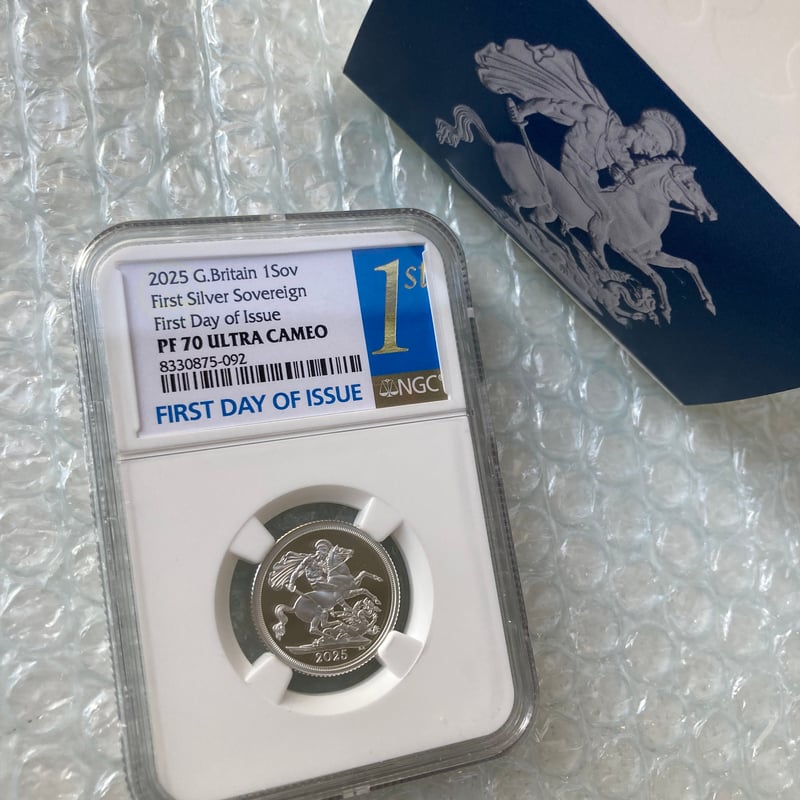 2025 G.Britain 1Sov
First Silver Sovereign
First Day of Issue
PF 70 ULTRA CAMEO
8330875-092
FIRST DAY OF ISSUE
1st
NGC
2025